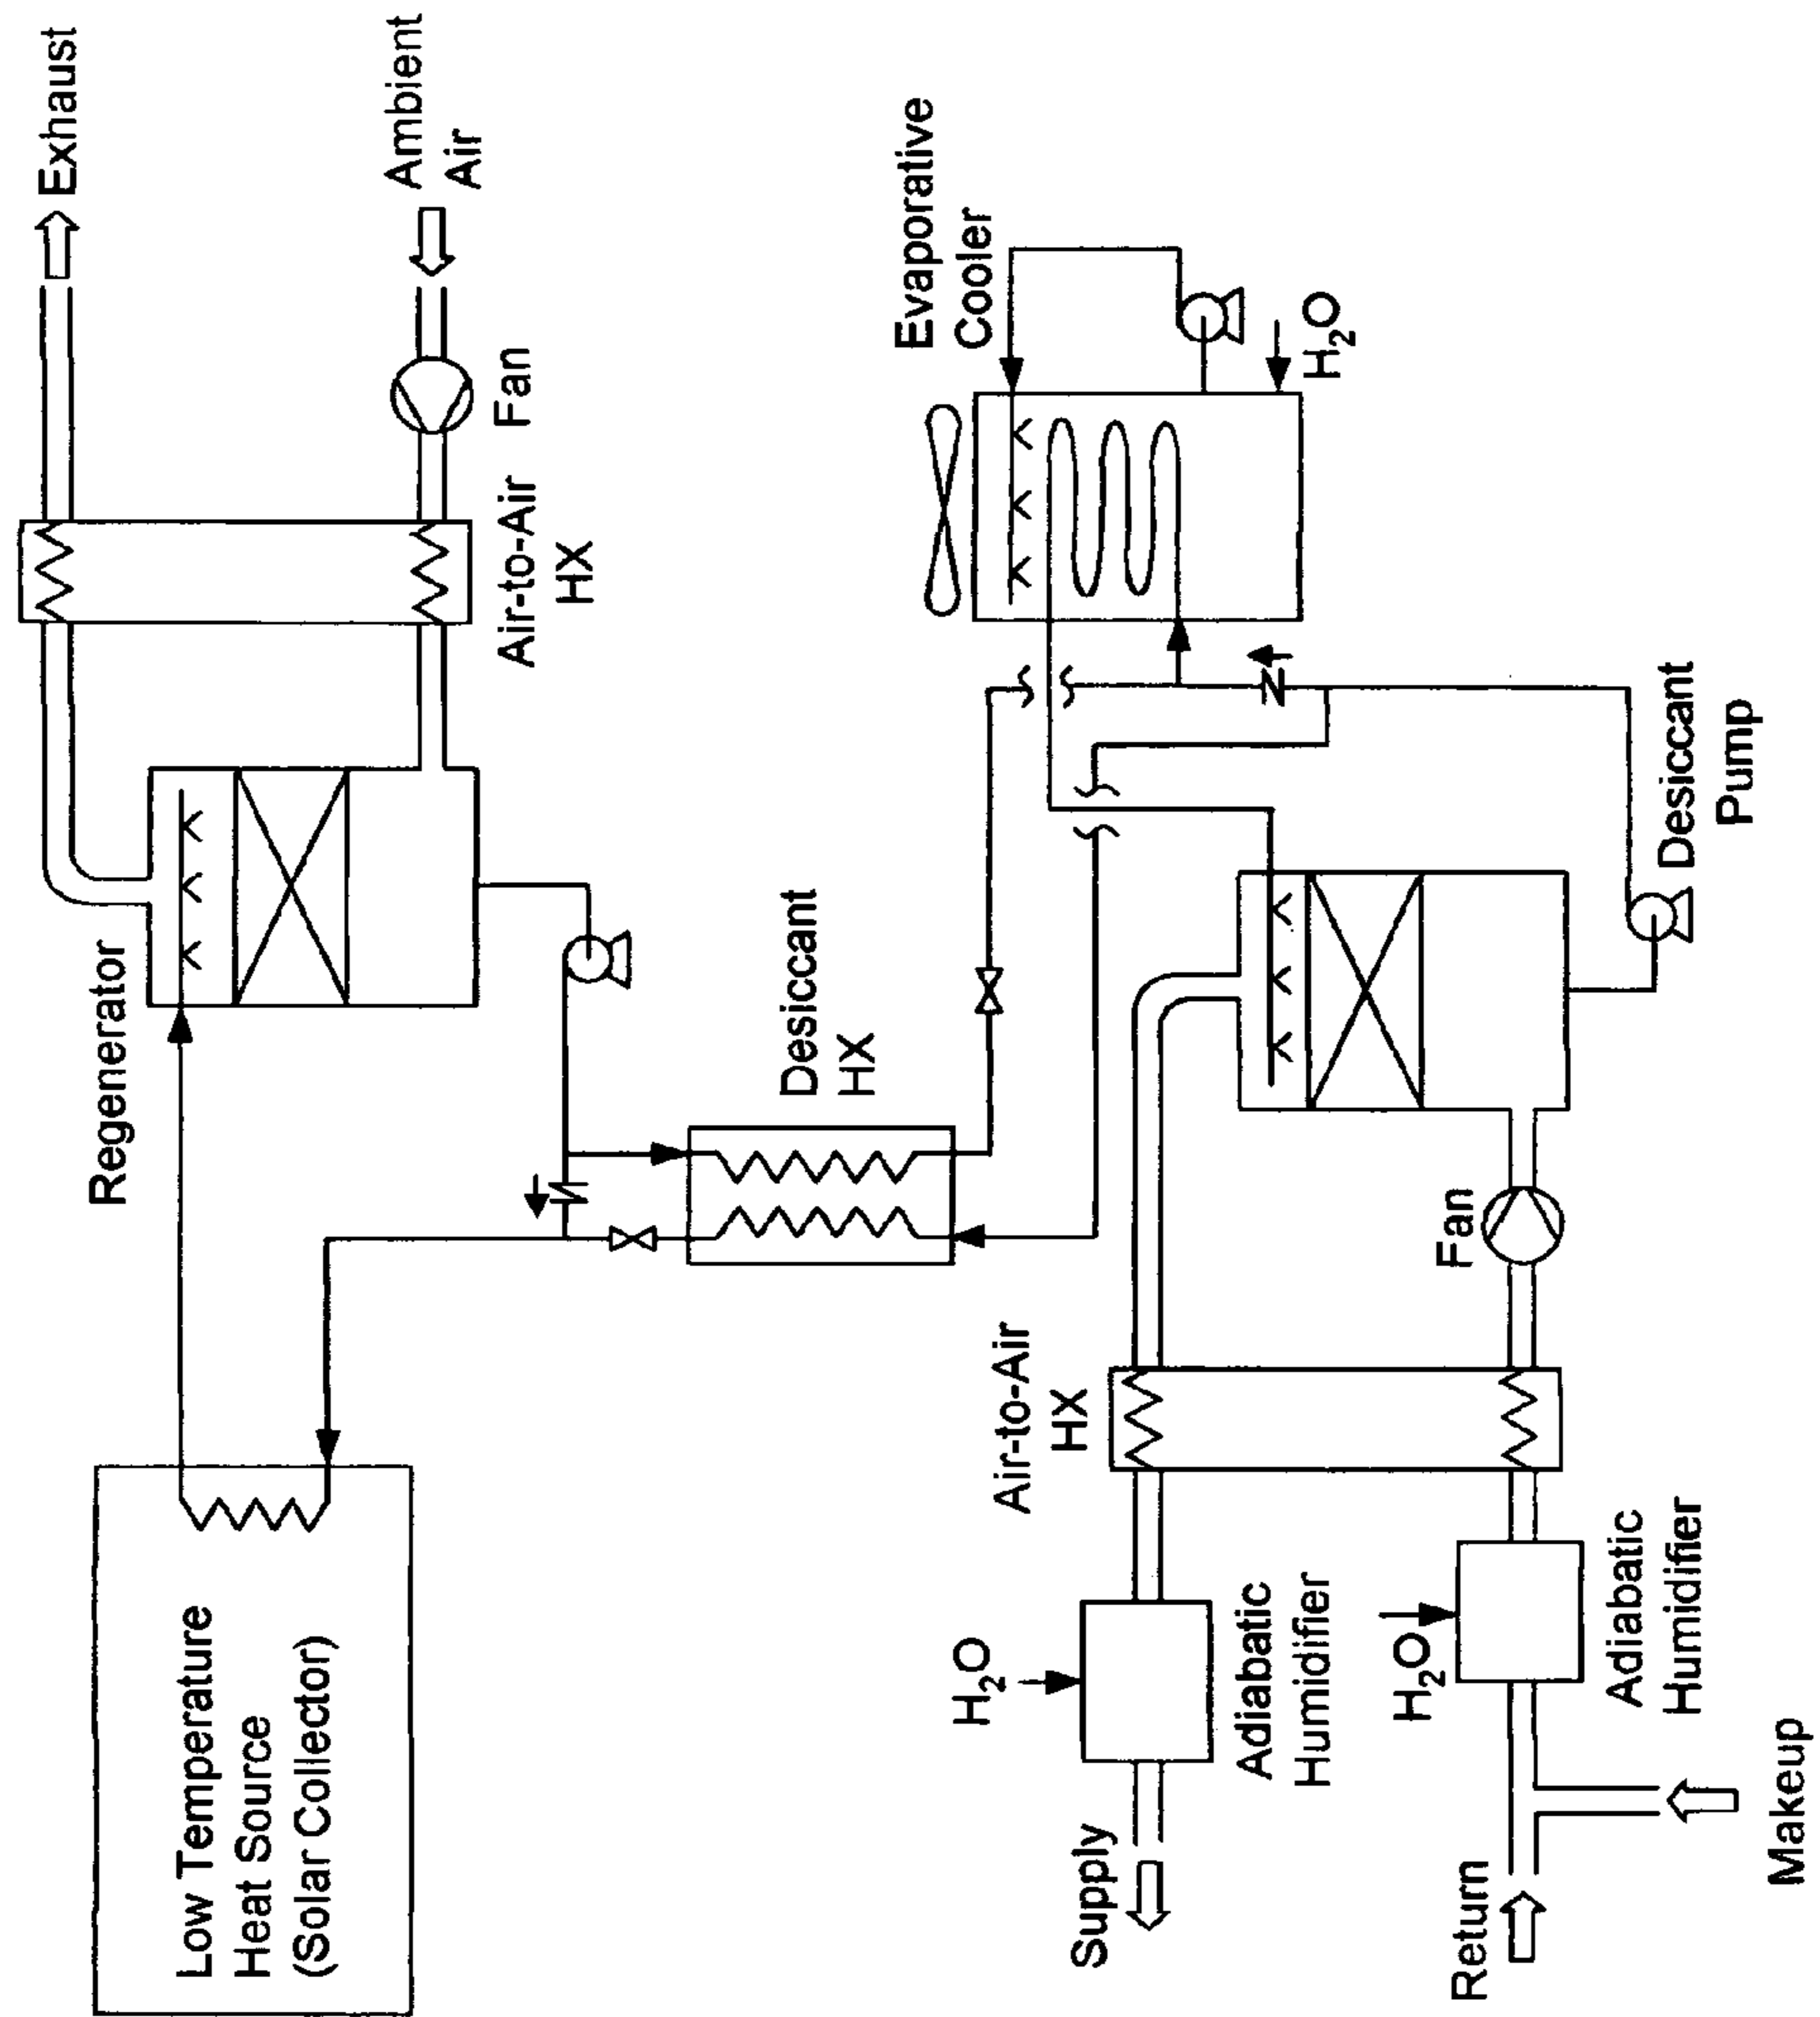 Exhaust
Ambient
Air
Fan
Air-to-Air
HX
Regenerator
Low Temperature
Heat Source
(Solar Collector)
Desiccant
HX
Evaporative
Cooler
H₂O
Desiccant
Pump
Fan
Air-to-Air
HX
H₂O
Adiabatic
Humidifier
H₂O
Adiabatic
Humidifier
Supply
Return
Makeup